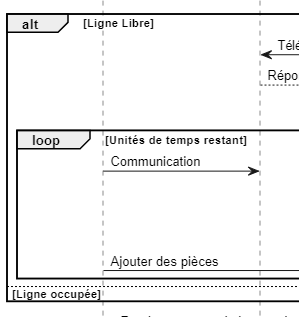 alt [Ligne Libre]
loop [Unités de temps restant]
Communication
Ajouter des pièces
[Ligne occupée]